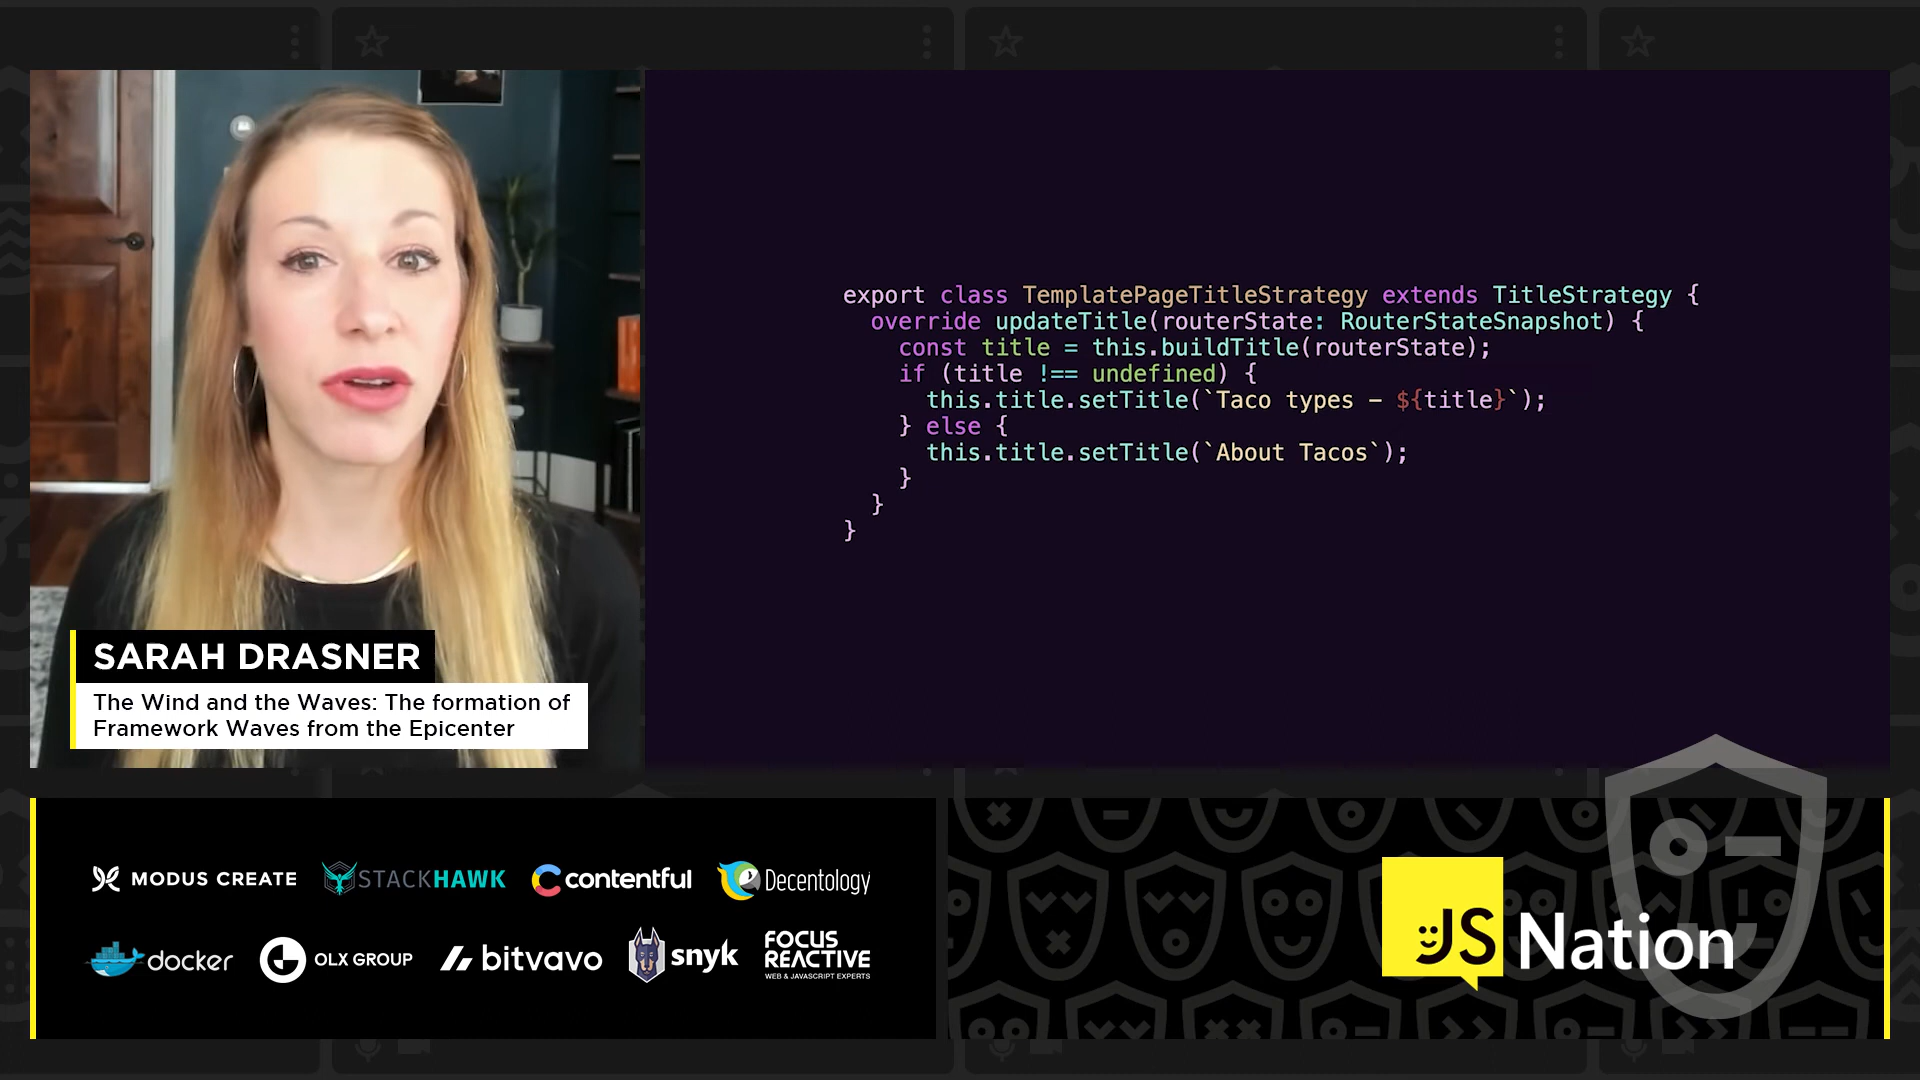 export class TemplatePageTitleStrategy extends TitleStrategy {
override updateTitle(routerState: RouterStateSnapshot) {
const title = this.buildTitle(routerState);
if (title !== undefined) {
this.title.setTitle(`Taco types – ${title}`);
} else {
this.title.setTitle(`About Tacos`);
}
}
}
SARAH DRASNER
The Wind and the Waves: The formation of
Framework Waves from the Epicenter
MODUS CREATE
STACKHAWK
contentful
Decentology
docker
OLX GROUP
bitvavo
snyk
FOCUS
REACTIVE
WEB & JAVASCRIPT EXPERTS
JS Nation